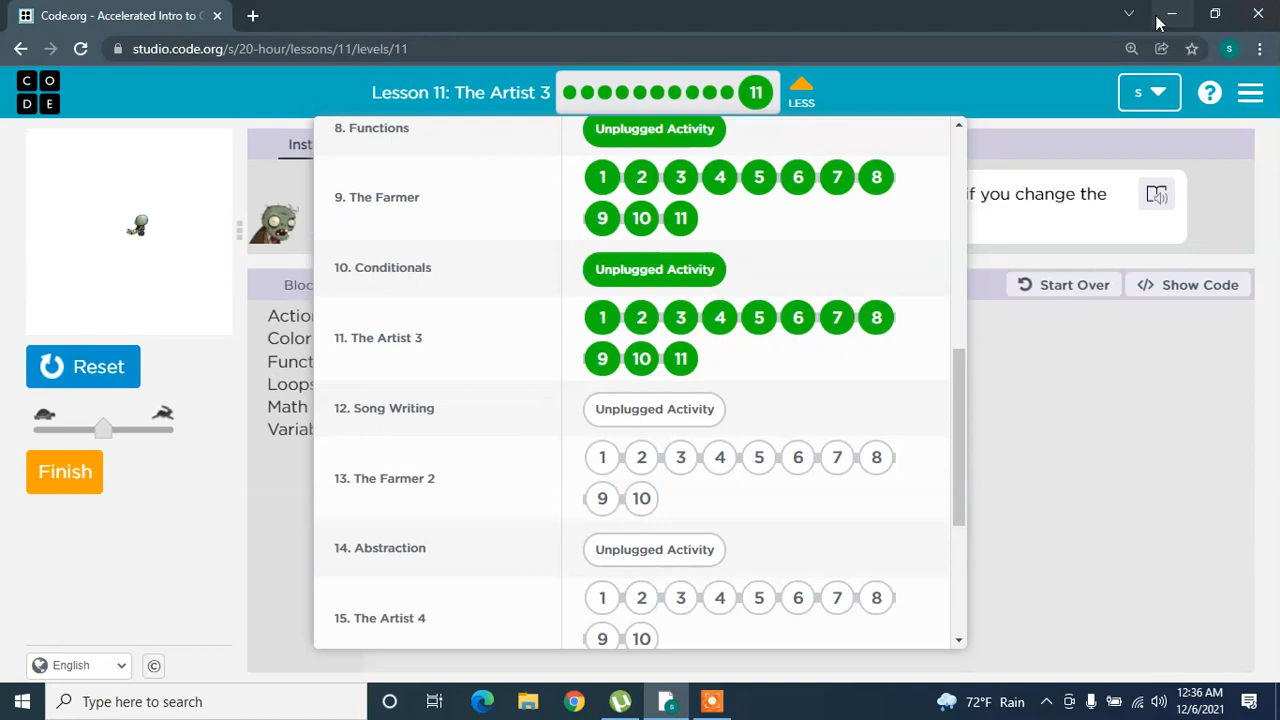 Code.org - Accelerated Intro to C
studio.code.org/s/20-hour/lessons/11/levels/11
s
C O
D E
Lesson 11: The Artist 3
11
LESS
s
?
Inst
if you change the
8. Functions
Unplugged Activity
9. The Farmer
1 2 3 4 5 6 7 8
9 10 11
10. Conditionals
Unplugged Activity
11. The Artist 3
1 2 3 4 5 6 7 8
9 10 11
12. Song Writing
Unplugged Activity
13. The Farmer 2
1 2 3 4 5 6 7 8
9 10
14. Abstraction
Unplugged Activity
15. The Artist 4
1 2 3 4 5 6 7 8
9 10
Bloc
Start Over
</> Show Code
Action
Color
Funct
Loops
Math
Variab
Reset
Finish
English
©
Type here to search
72°F Rain
12:36 AM
12/6/2021